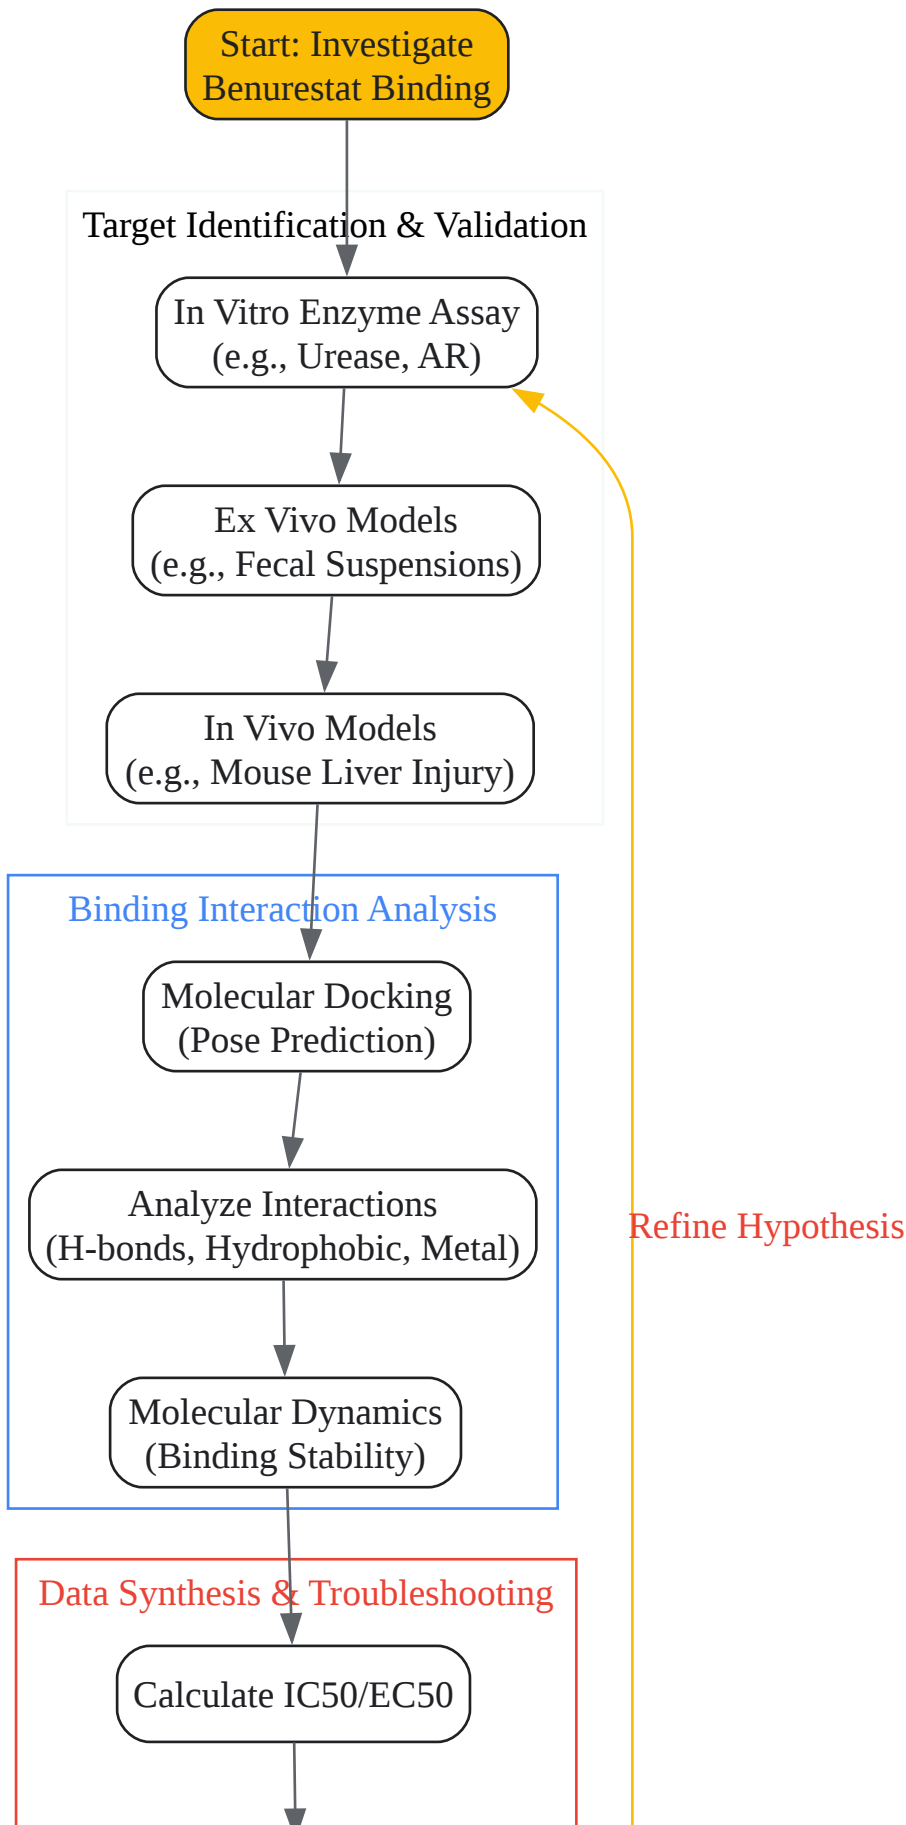 Start: Investigate
Benurestat Binding
Target Identification & Validation
In Vitro Enzyme Assay
(e.g., Urease, AR)
Ex Vivo Models
(e.g., Fecal Suspensions)
In Vivo Models
(e.g., Mouse Liver Injury)
Binding Interaction Analysis
Molecular Docking
(Pose Prediction)
Analyze Interactions
(H-bonds, Hydrophobic, Metal)
Refine Hypothesis
Molecular Dynamics
(Binding Stability)
Data Synthesis & Troubleshooting
Calculate IC50/EC50